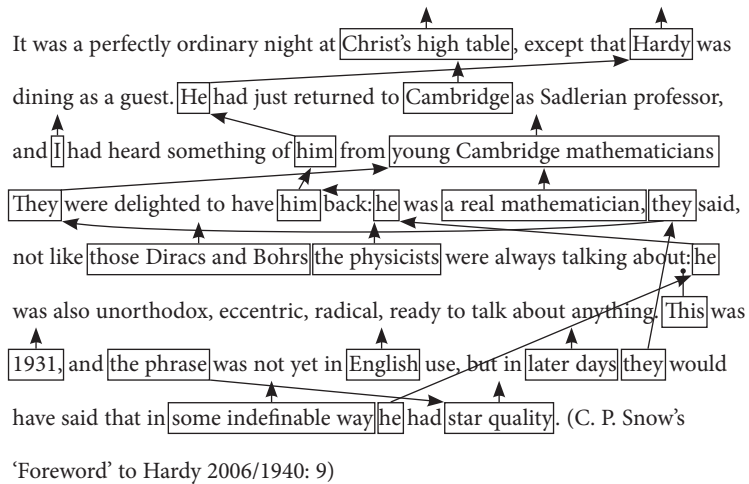 It was a perfectly ordinary night at Christ's high table, except that Hardy was
dining as a guest. He had just returned to Cambridge as Sadlerian professor,
and I had heard something of him from young Cambridge mathematicians
They were delighted to have him back: he was a real mathematician, they said,
not like those Diracs and Bohrs the physicists were always talking about: he
was also unorthodox, eccentric, radical, ready to talk about anything. This was
1931, and the phrase was not yet in English use, but in later days they would
have said that in some indefinable way he had star quality. (C. P. Snow's
'Foreword' to Hardy 2006/1940: 9)